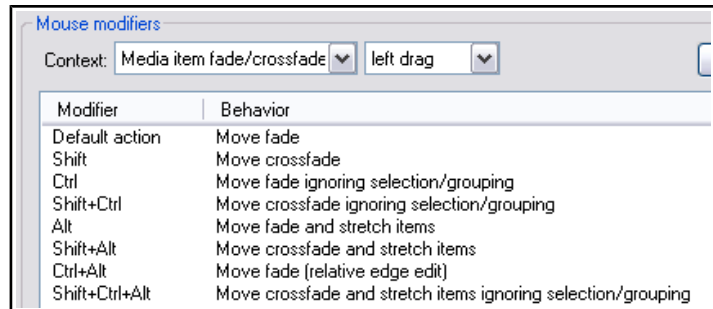 Mouse modifiers
Context: Media item fade/crossfade left drag
Modifier Behavior
Default action Move fade
Shift Move crossfade
Ctrl Move fade ignoring selection/grouping
Shift+Ctrl Move crossfade ignoring selection/grouping
Alt Move fade and stretch items
Shift+Alt Move crossfade and stretch items
Ctrl+Alt Move fade (relative edge edit)
Shift+Ctrl+Alt Move crossfade and stretch items ignoring selection/grouping